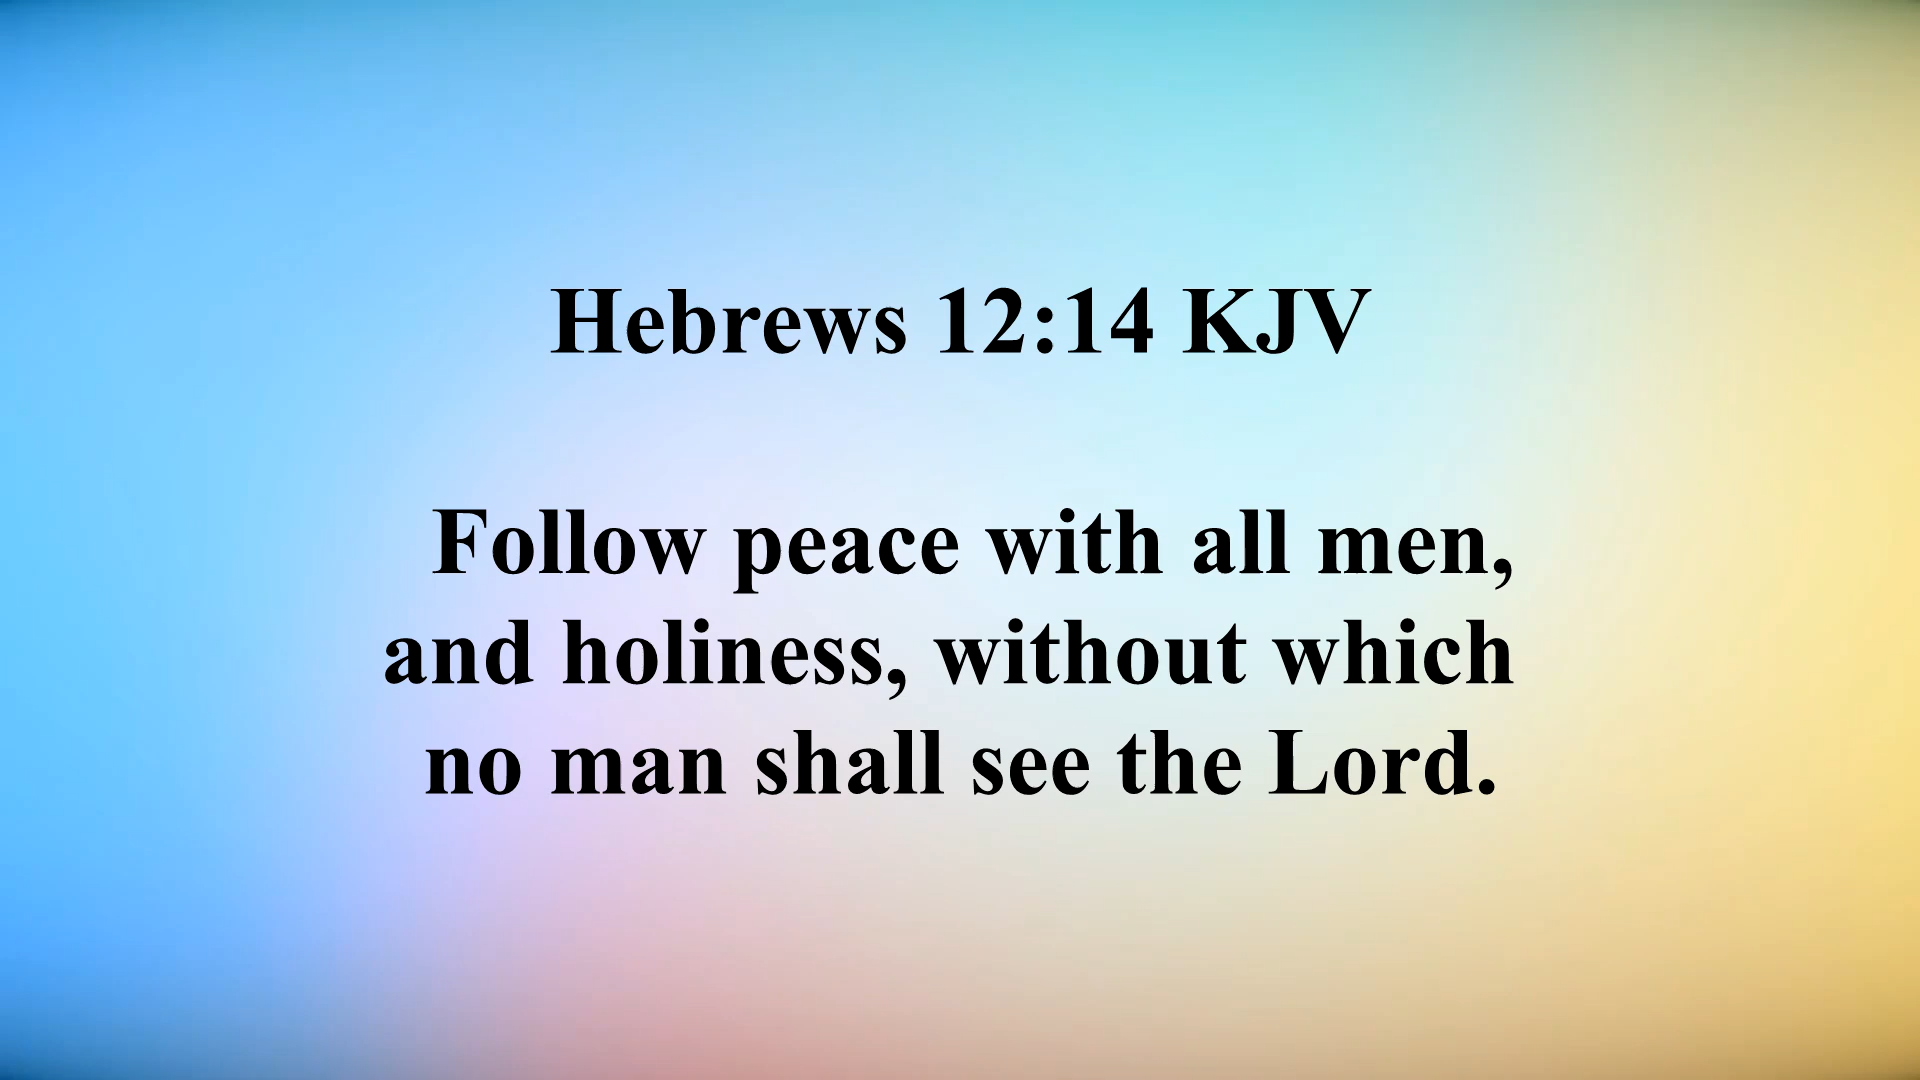 Hebrews 12:14 KJV
Follow peace with all men,
and holiness, without which
no man shall see the Lord.